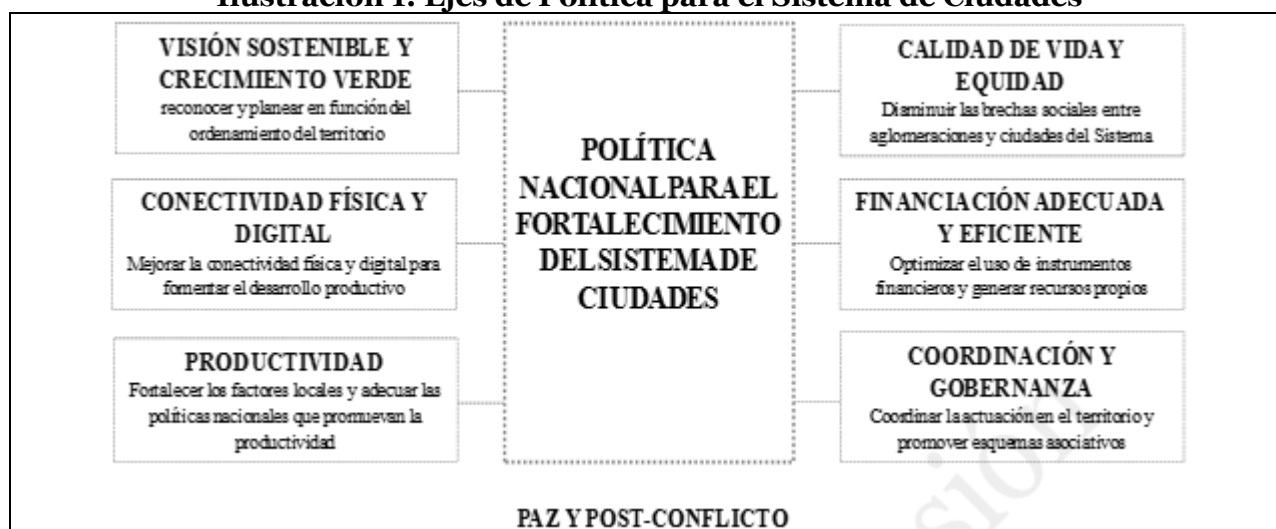 Ilustración 1. Ejes de Política para el Sistema de Ciudades
VISIÓN SOSTENIBLE Y
CRECIMIENTO VERDE
reconocer y planear en función del
ordenamiento del territorio
CONECTIVIDAD FÍSICA Y
DIGITAL
Mejorar la conectividad física y digital para
fomentar el desarrollo productivo
PRODUCTIVIDAD
Fortalecer los factores locales y adecuar las
políticas nacionales que promuevan la
productividad
POLÍTICA
NACIONAL PARA EL
FORTALECIMIENTO
DEL SISTEMA DE
CIUDADES
CALIDAD DE VIDA Y
EQUIDAD
Disminuir las brechas sociales entre
aglomeraciones y ciudades del Sistema
FINANCIACIÓN ADECUADA
Y EFICIENTE
Optimizar el uso de instrumentos
financieros y generar recursos propios
COORDINACIÓN Y
GOBERNANZA
Coordinar la actuación en el territorio y
promover esquemas asociativos
PAZ Y POST-CONFLICTO